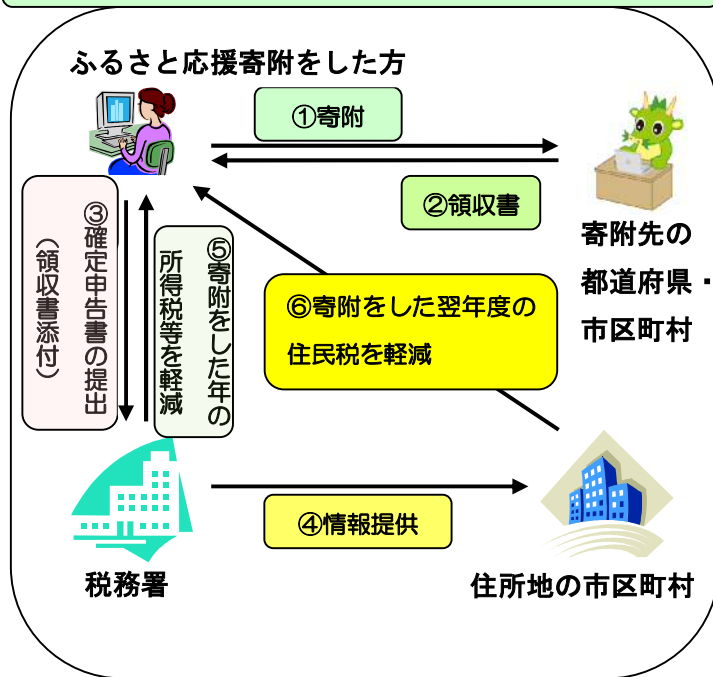 ふるさと応援寄附をした方
①寄附
②領収書
寄附先の
都道府県・
市区町村
③確定申告書の提出
（領収書添付）
⑤寄附をした年の
所得税等を軽減
⑥寄附をした翌年度の
住民税を軽減
④情報提供
税務署
住所地の市区町村